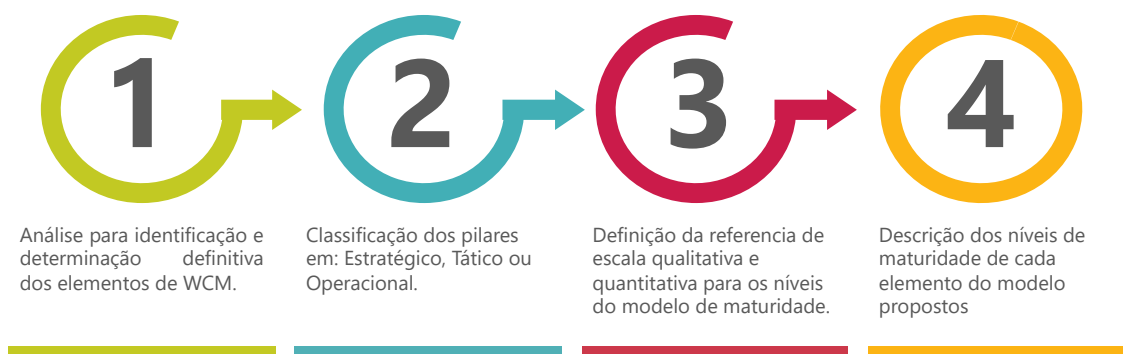 1
Análise para identificação e
determinação definitiva
dos elementos de WCM.
2
Classificação dos pilares
em: Estratégico, Tático ou
Operacional.
3
Definição da referencia de
escala qualitativa e
quantitativa para os níveis
do modelo de maturidade.
4
Descrição dos níveis de
maturidade de cada
elemento do modelo
propostos